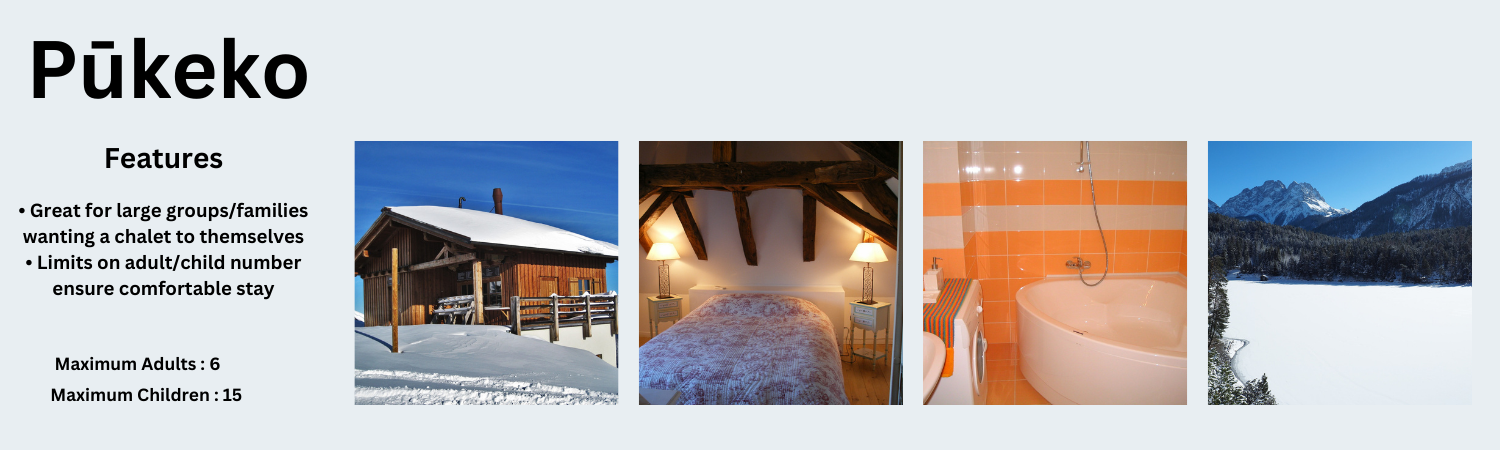 Pūkeko
Features
• Great for large groups/families
wanting a chalet to themselves
• Limits on adult/child number
ensure comfortable stay
Maximum Adults : 6
Maximum Children : 15